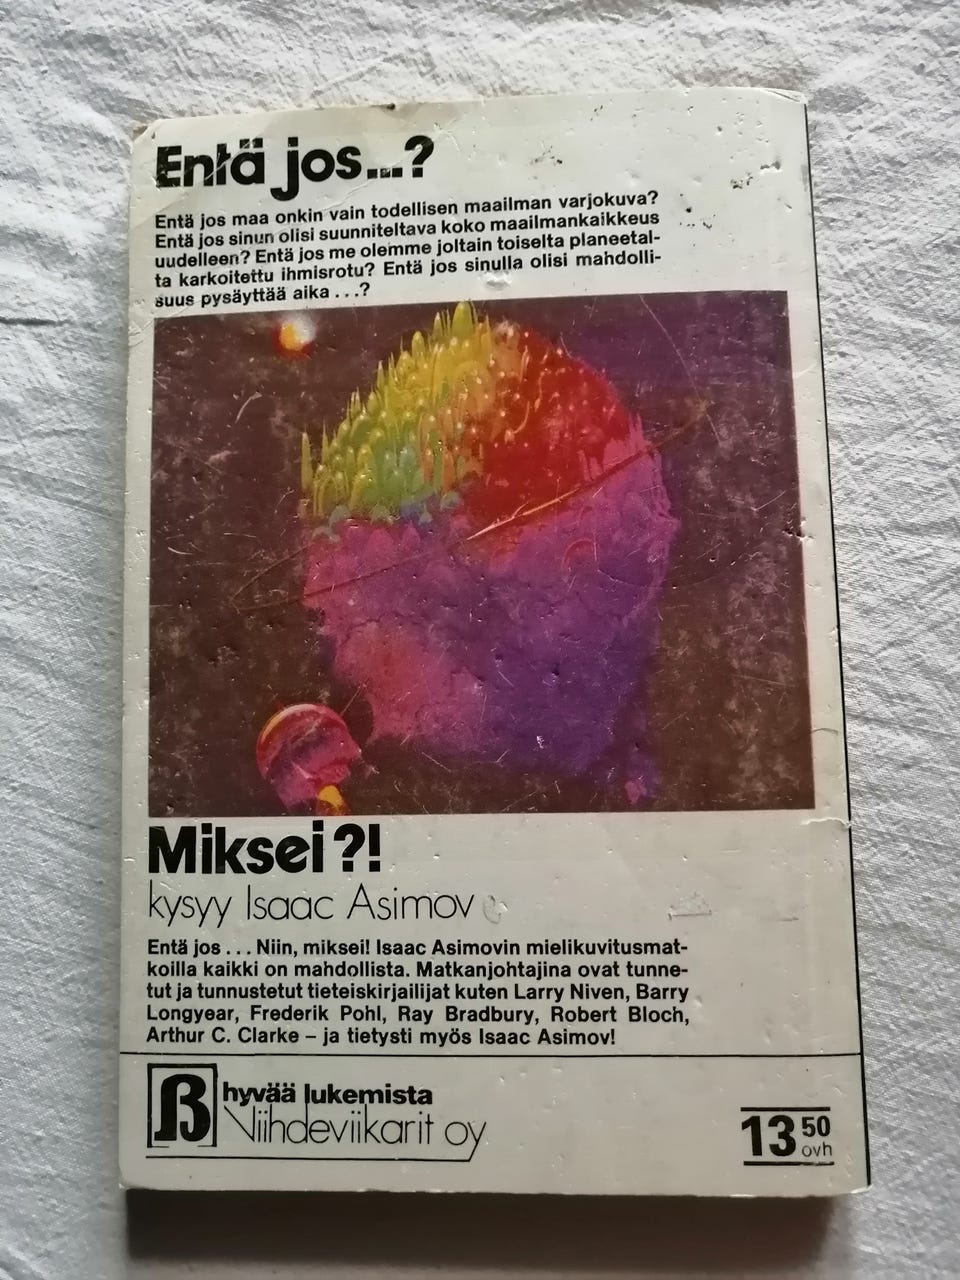 Entä jos...?
Entä jos maa onkin vain todellisen maailman varjokuva?
Entä jos sinun olisi suunniteltava koko maailmankaikkeus
uudelleen? Entä jos me olemme joltain toiselta planeetal-
ta karkoitettu ihmisrotu? Entä jos sinulla olisi mahdolli-
suus pysäyttää aika ...?
Miksei?!
kysyy Isaac Asimov
Entä jos ... Niin, miksei! Isaac Asimovin mielikuvitusmat-
koilla kaikki on mahdollista. Matkanjohtajina ovat tunne-
tut ja tunnustetut tieteiskirjailijat kuten Larry Niven, Barry
Longyear, Frederik Pohl, Ray Bradbury, Robert Bloch,
Arthur C. Clarke – ja tietysti myös Isaac Asimov!
B hyvää lukemista
Viihdeviikarit oy
13 50
ovh